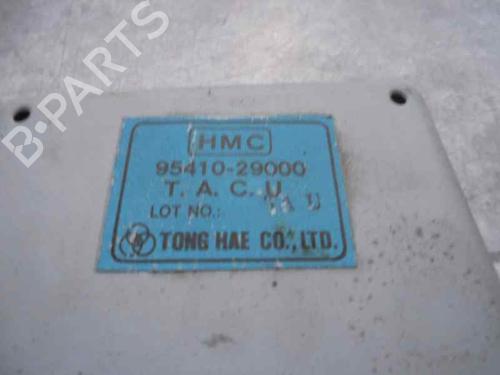 B-PARTS
HMC
95410-29000
T. A. C. U
LOT NO.:
TONG HAE CO., LTD.